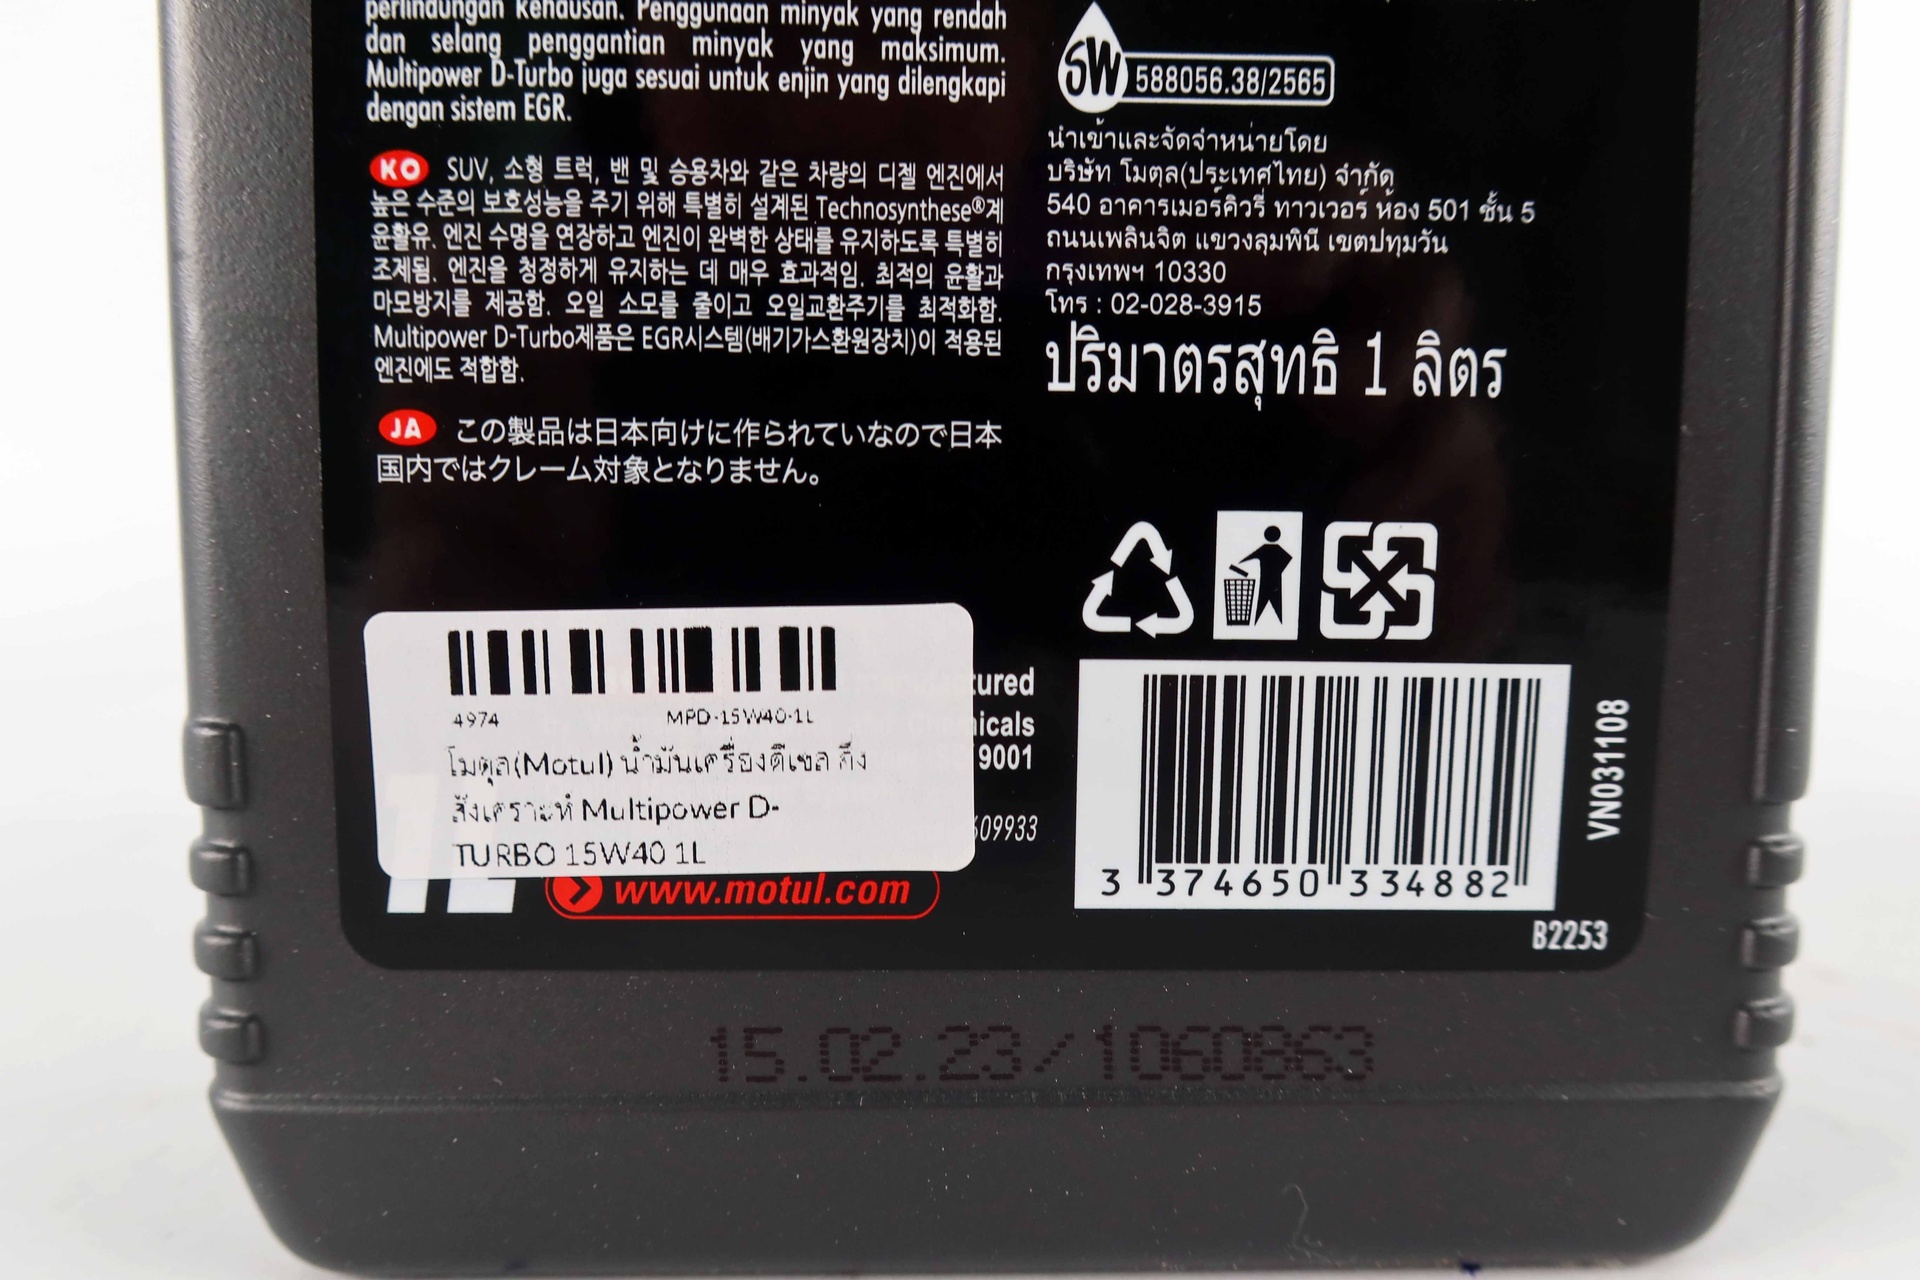 perlindungan kehausan. Penggunaan minyak yang rendah
dan selang penggantian minyak yang maksimum.
Multipower D-Turbo juga sesuai untuk enjin yang dilengkapi
dengan sistem EGR.
KO SUV, 소형 트럭, 밴 및 승용차와 같은 차량의 디젤 엔진에서
높은 수준의 보호성능을 주기 위해 특별히 설계된 Technosynthese®계
윤활유. 엔진 수명을 연장하고 엔진이 완벽한 상태를 유지하도록 특별히
조제됨. 엔진을 청정하게 유지하는 데 매우 효과적임. 최적의 윤활과
마모방지를 제공함. 오일 소모를 줄이고 오일교환주기를 최적화함.
Multipower D-Turbo제품은 EGR시스템(배기가스환원장치)이 적용된
엔진에도 적합함.
JA この製品は日本向けに作られていなので日本
国内ではクレーム対象となりません。
4974 MPD-15W40-1L
โมตุล(Motul) น้ำมันเครื่องดีเซล กึ่ง
สังเคราะห์ Multipower D-
TURBO 15W40 1L
9001
609933
www.motul.com
588056.38/2565
นำเข้าและจัดจำหน่ายโดย
บริษัท โมตุล(ประเทศไทย) จำกัด
540 อาคารเมอร์คิวรี่ ทาวเวอร์ ห้อง 501 ชั้น 5
ถนนเพลินจิต แขวงลุมพินี เขตปทุมวัน
กรุงเทพฯ 10330
โทร : 02-028-3915
ปริมาตรสุทธิ 1 ลิตร
3 374650 334882
VN031108
B2253
15.02.23/1060863